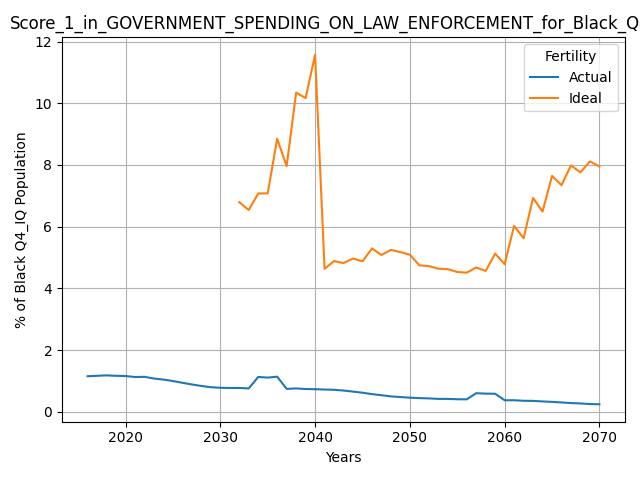 Score_1_in_GOVERNMENT_SPENDING_ON_LAW_ENFORCEMENT_for_Black_Q
12
10
8
6
4
2
0
% of Black Q4_IQ Population
Fertility
Actual
Ideal
2020 2030 2040 2050 2060 2070
Years